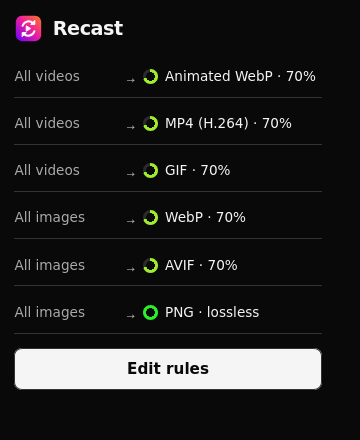 Recast
All videos → Animated WebP · 70%
All videos → MP4 (H.264) · 70%
All videos → GIF · 70%
All images → WebP · 70%
All images → AVIF · 70%
All images → PNG · lossless
Edit rules